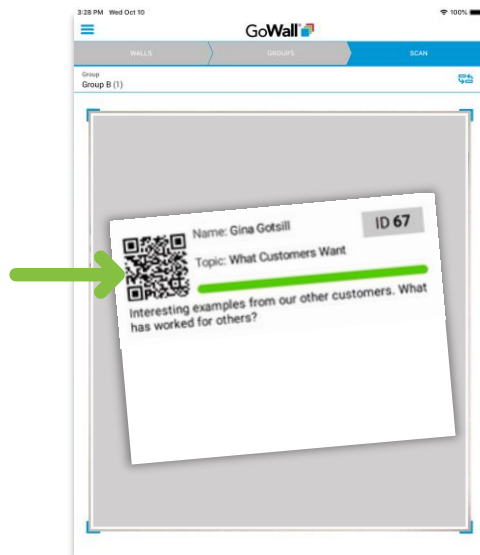 3:28 PM Wed Oct 10
100%
GoWall
WALLS
GROUPS
SCAN
Group
Group B (1)
Name: Gina Gotsill
ID 67
Topic: What Customers Want
Interesting examples from our other customers. What
has worked for others?